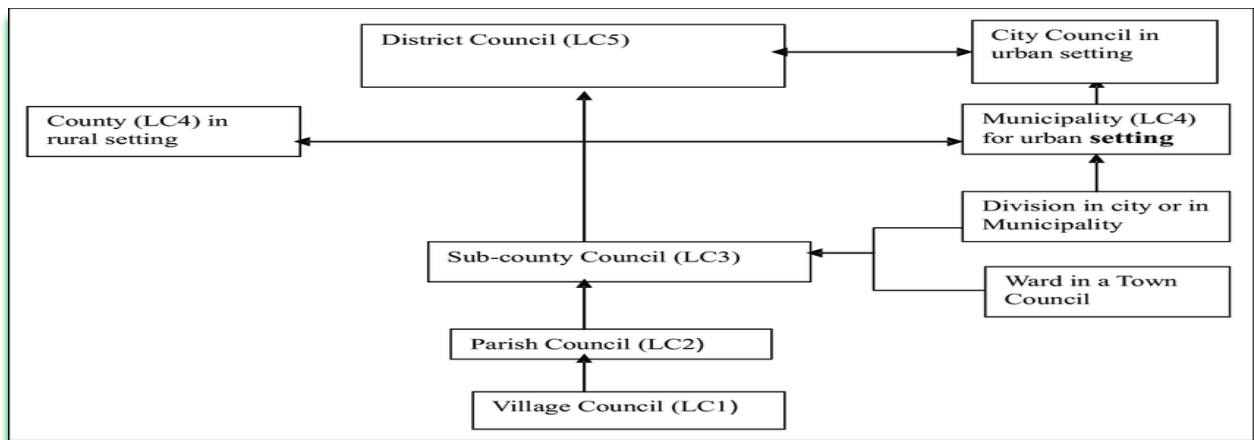 District Council (LC5)
City Council in
urban setting
County (LC4) in
rural setting
Municipality (LC4)
for urban setting
Division in city or in
Municipality
Sub-county Council (LC3)
Ward in a Town
Council
Parish Council (LC2)
Village Council (LC1)